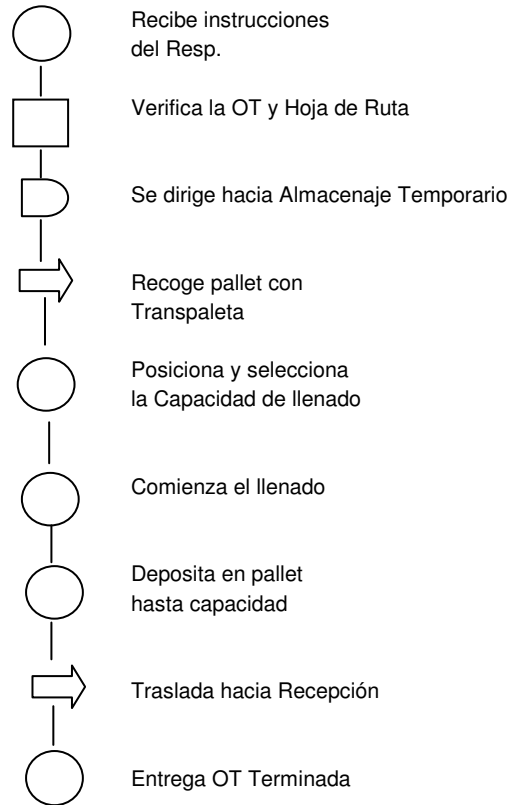 Recibe instrucciones
del Resp.
Verifica la OT y Hoja de Ruta
Se dirige hacia Almacenaje Temporario
Recoge pallet con
Transpaleta
Posiciona y selecciona
la Capacidad de llenado
Comienza el llenado
Deposita en pallet
hasta capacidad
Traslada hacia Recepción
Entrega OT Terminada